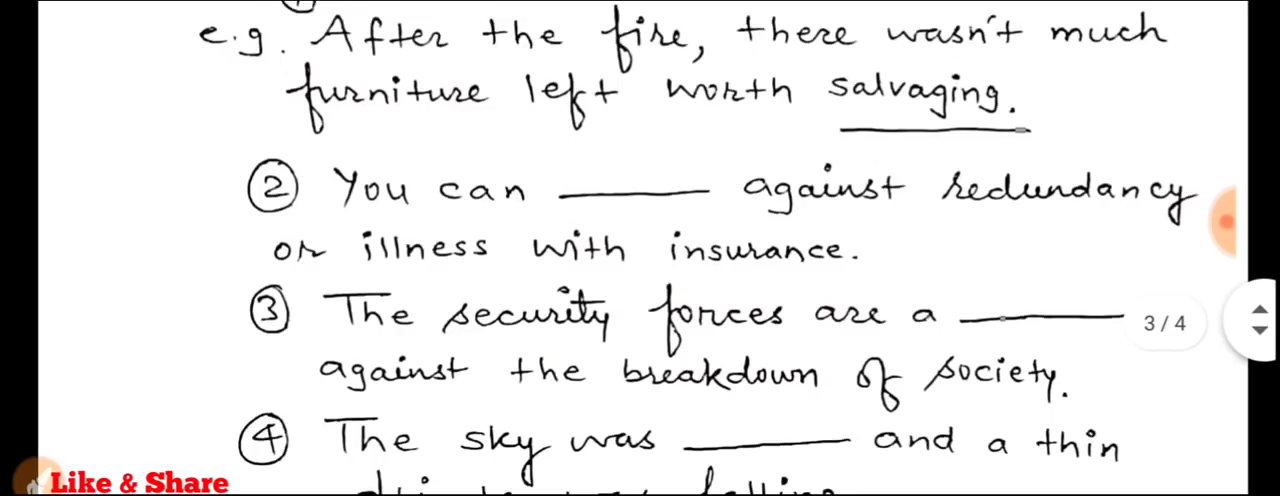 e.g. After the fire, there wasn't much
furniture left worth salvaging.
② You can ______ against redundancy
or illness with insurance.
③ The security forces are a ______
3/4
against the breakdown of society.
④ The sky was ______ and a thin
Like & Share